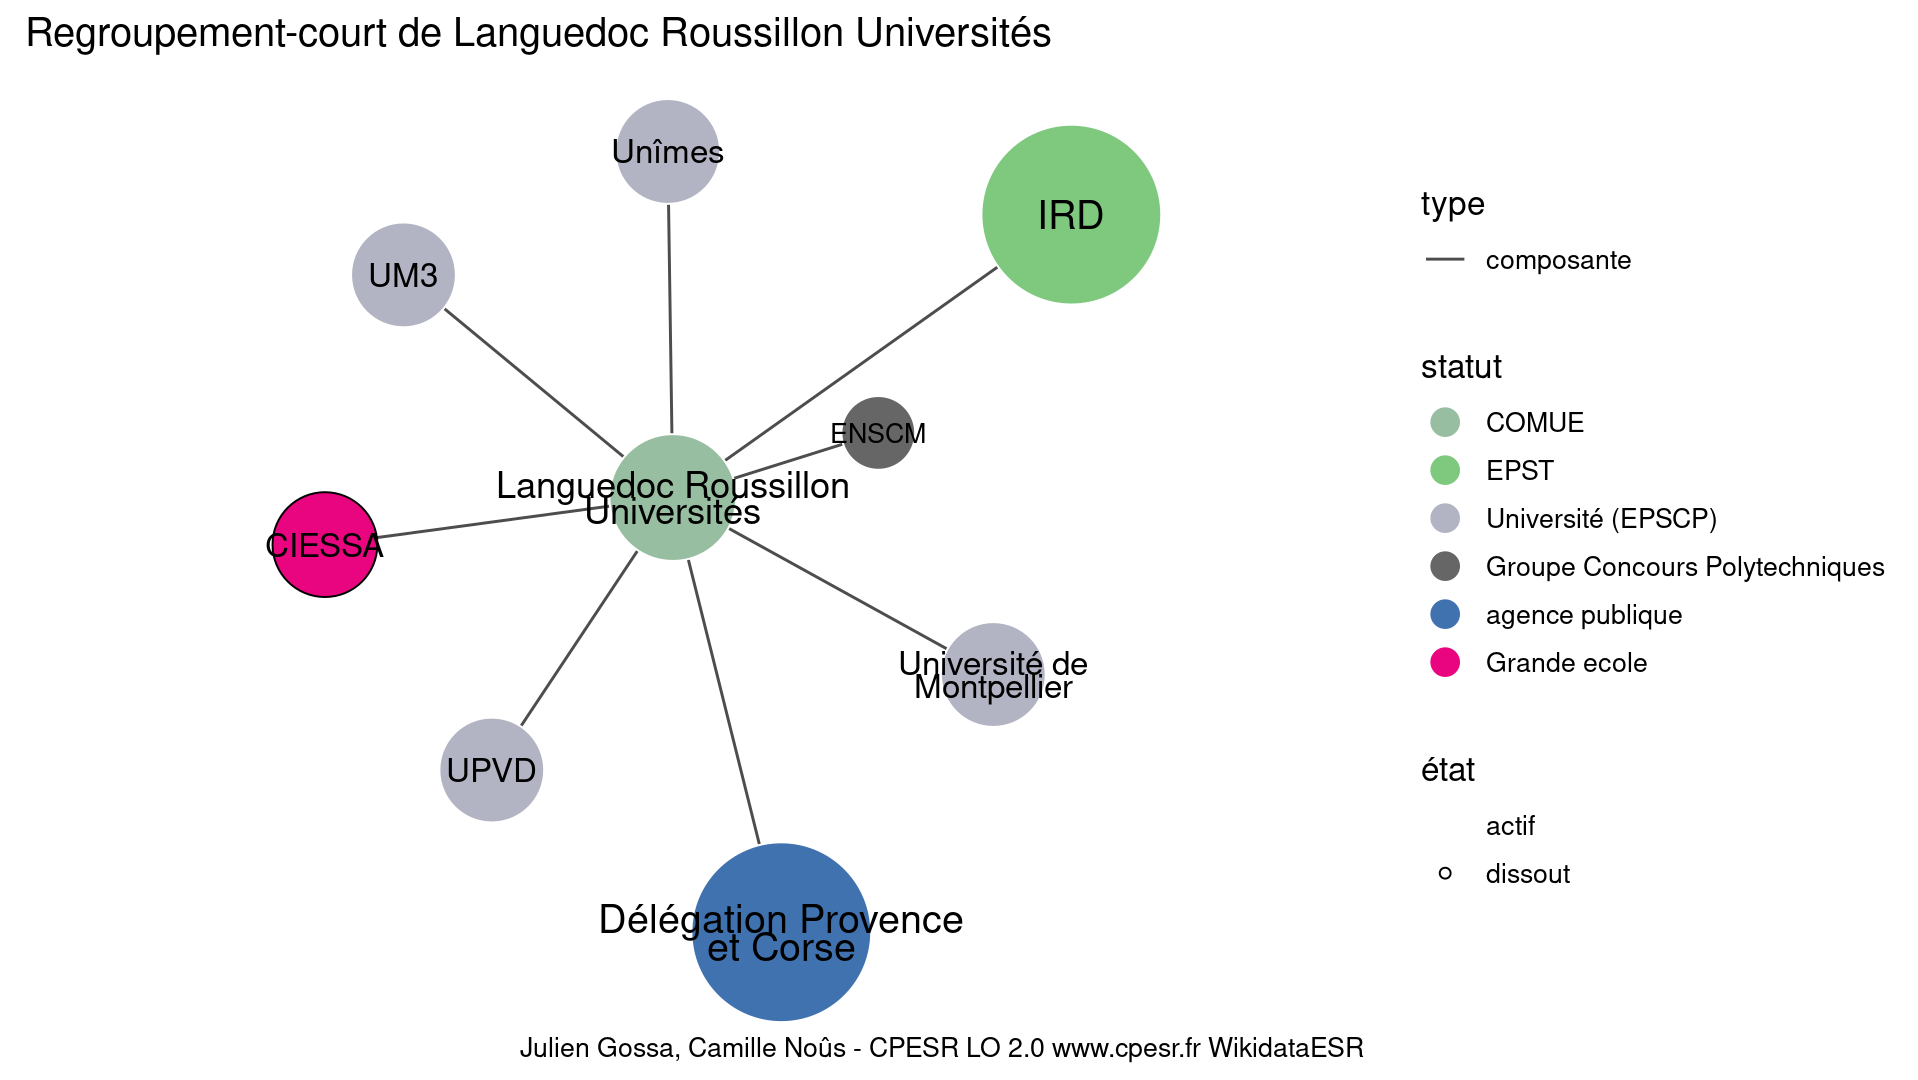 Regroupement-court de Languedoc Roussillon Universités
Unîmes
IRD
UM3
ENSCM
Languedoc Roussillon
Universités
CIESSA
Université de
Montpellier
UPVD
Délégation Provence
et Corse
type
composante
statut
COMUE
EPST
Université (EPSCP)
Groupe Concours Polytechniques
agence publique
Grande ecole
état
actif
dissout
Julien Gossa, Camille Noûs - CPESR LO 2.0 www.cpesr.fr WikidataESR